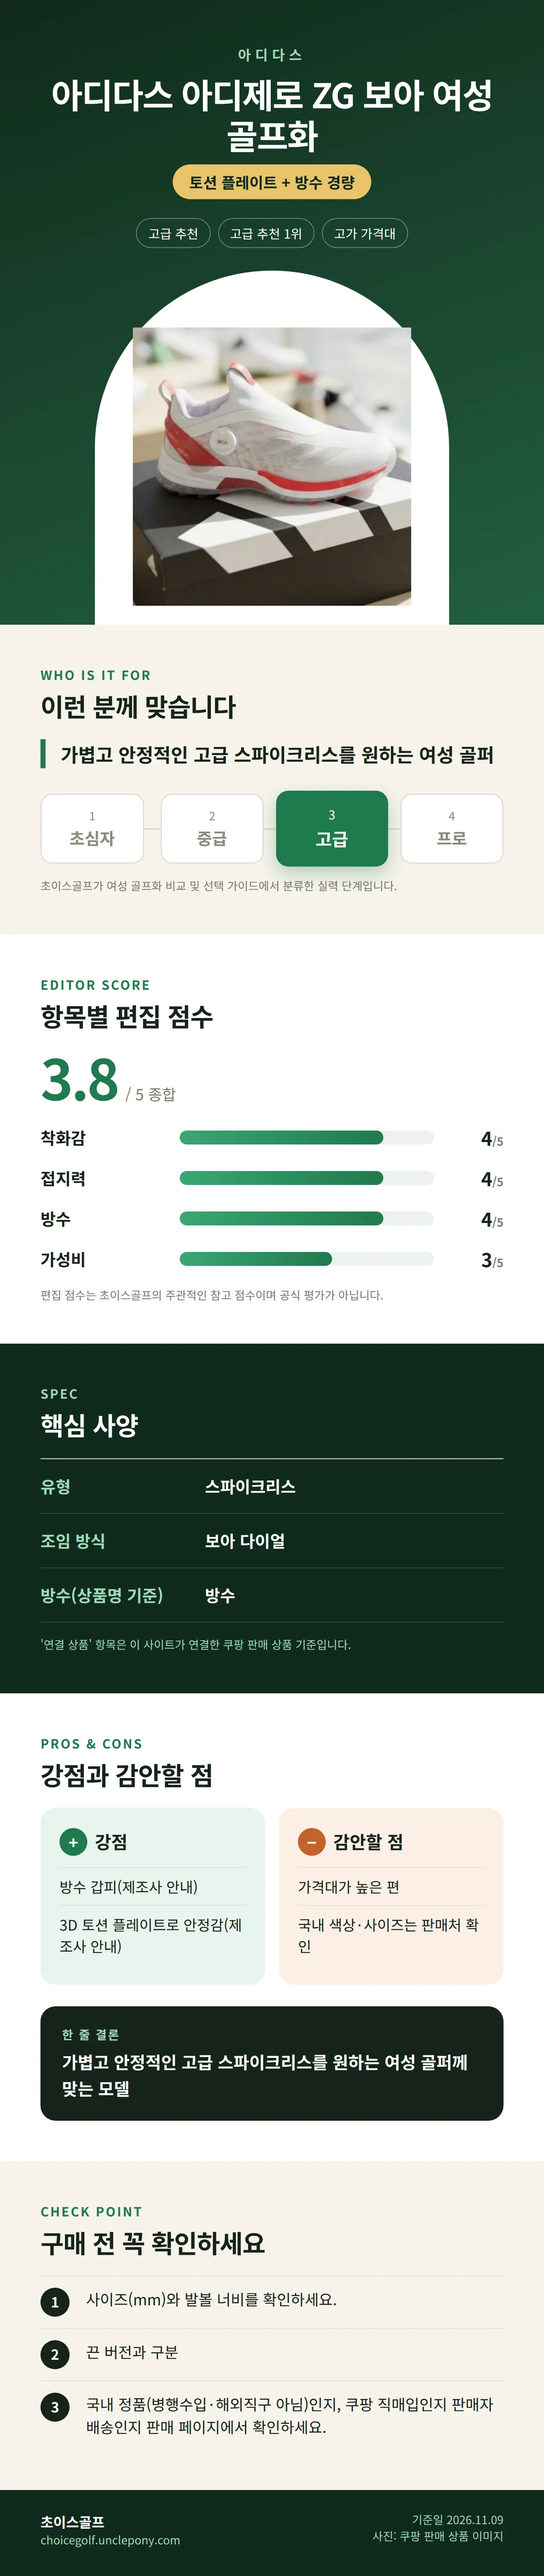 아디다스
아디다스 아디제로 ZG 보아 여성
골프화
토션 플레이트 + 방수 경량
고급 추천
고급 추천 1위
고가 가격대
WHO IS IT FOR
이런 분께 맞습니다
가볍고 안정적인 고급 스파이크리스를 원하는 여성 골퍼
1
초심자
2
중급
3
고급
4
프로
초이스골프가 여성 골프화 비교 및 선택 가이드에서 분류한 실력 단계입니다.
EDITOR SCORE
항목별 편집 점수
3.8 / 5 종합
착화감 4/5
접지력 4/5
방수 4/5
가성비 3/5
편집 점수는 초이스골프의 주관적인 참고 점수이며 공식 평가가 아닙니다.
SPEC
핵심 사양
유형 스파이크리스
조임 방식 보아 다이얼
방수(상품명 기준) 방수
'연결 상품' 항목은 이 사이트가 연결한 쿠팡 판매 상품 기준입니다.
PROS & CONS
강점과 감안할 점
+ 강점
방수 갑피(제조사 안내)
3D 토션 플레이트로 안정감(제
조사 안내)
− 감안할 점
가격대가 높은 편
국내 색상·사이즈는 판매처 확
인
한 줄 결론
가볍고 안정적인 고급 스파이크리스를 원하는 여성 골퍼께
맞는 모델
CHECK POINT
구매 전 꼭 확인하세요
1 사이즈(mm)와 발볼 너비를 확인하세요.
2 끈 버전과 구분
3 국내 정품(병행수입·해외직구 아님)인지, 쿠팡 직매입인지 판매자
배송인지 판매 페이지에서 확인하세요.
초이스골프
choicegolf.unclepony.com
기준일 2026.11.09
사진: 쿠팡 판매 상품 이미지